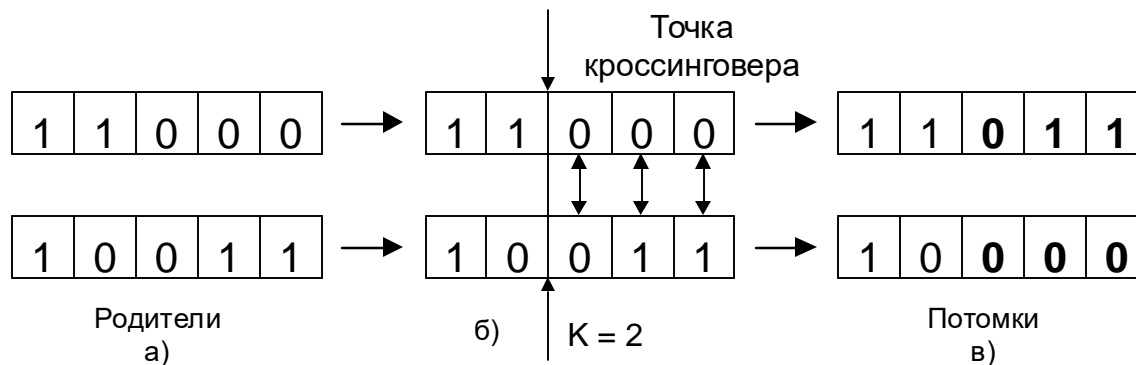 Точка
кроссинговера
1 1 0 0 0
1 1 0 0 0
1 1 0 1 1
1 0 0 1 1
1 0 0 1 1
1 0 0 0 0
Родители
а)
б)
K = 2
Потомки
в)